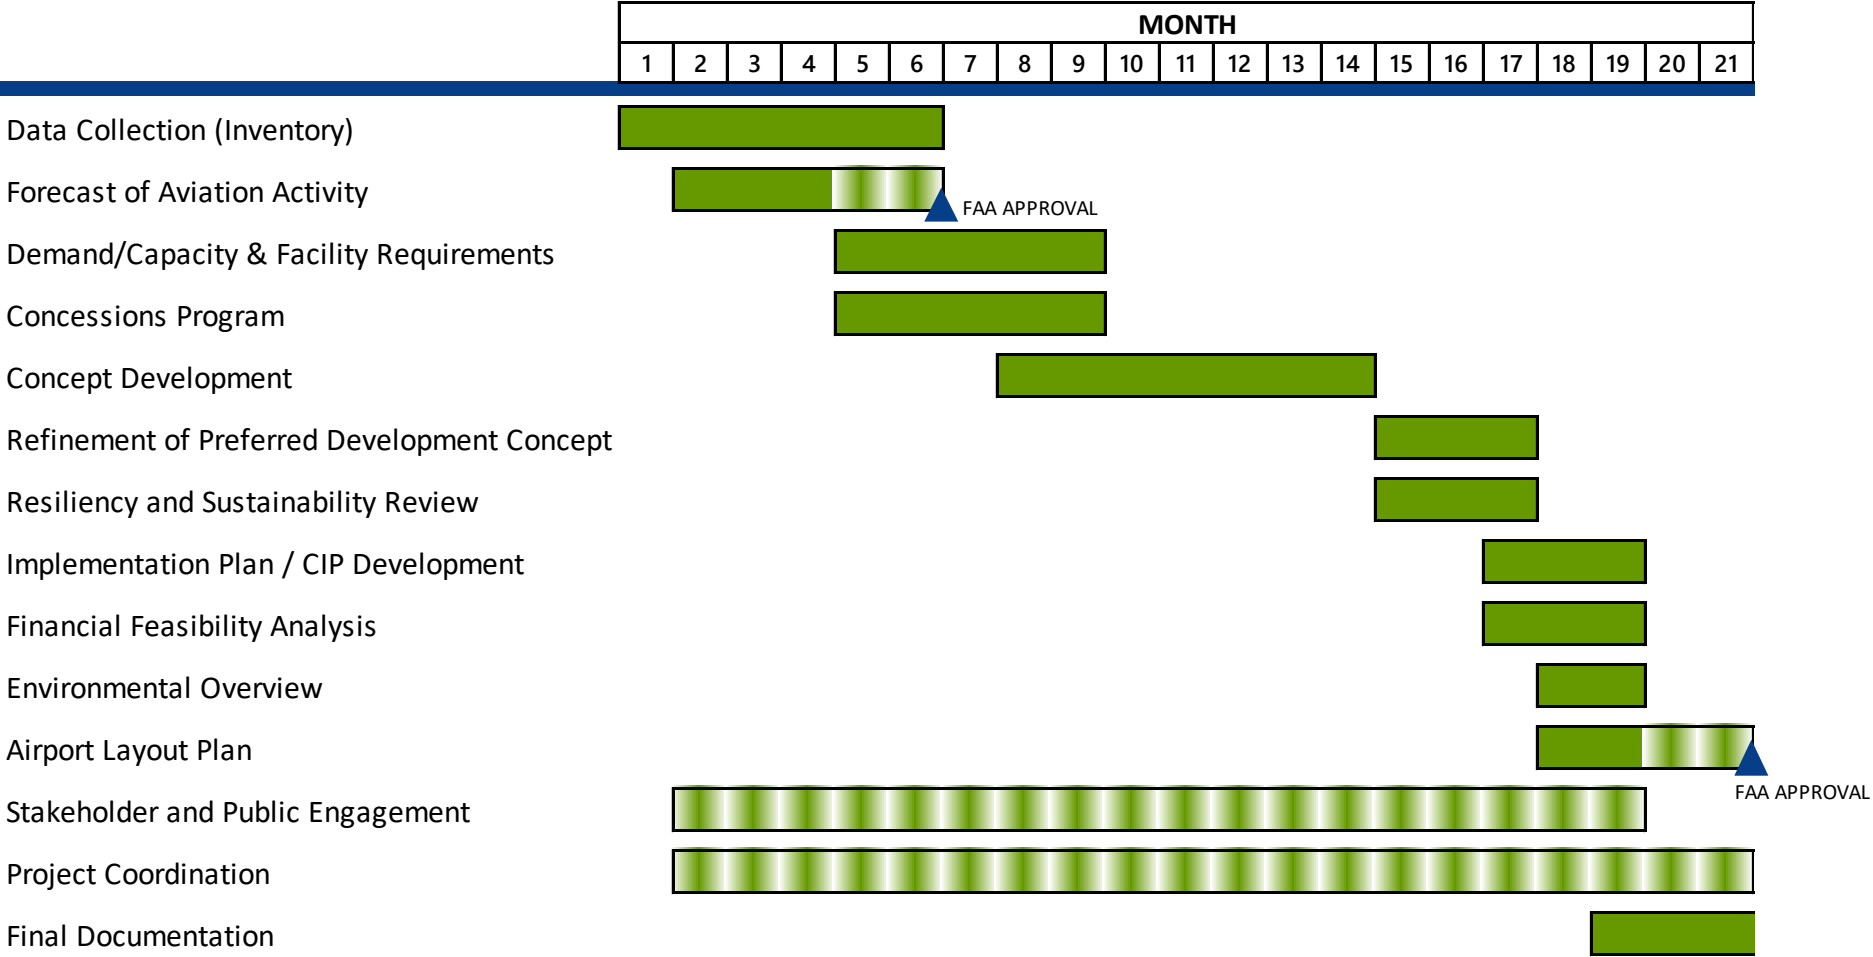 MONTH
1 2 3 4 5 6 7 8 9 10 11 12 13 14 15 16 17 18 19 20 21
Data Collection (Inventory)
Forecast of Aviation Activity
FAA APPROVAL
Demand/Capacity & Facility Requirements
Concessions Program
Concept Development
Refinement of Preferred Development Concept
Resiliency and Sustainability Review
Implementation Plan / CIP Development
Financial Feasibility Analysis
Environmental Overview
Airport Layout Plan
FAA APPROVAL
Stakeholder and Public Engagement
Project Coordination
Final Documentation